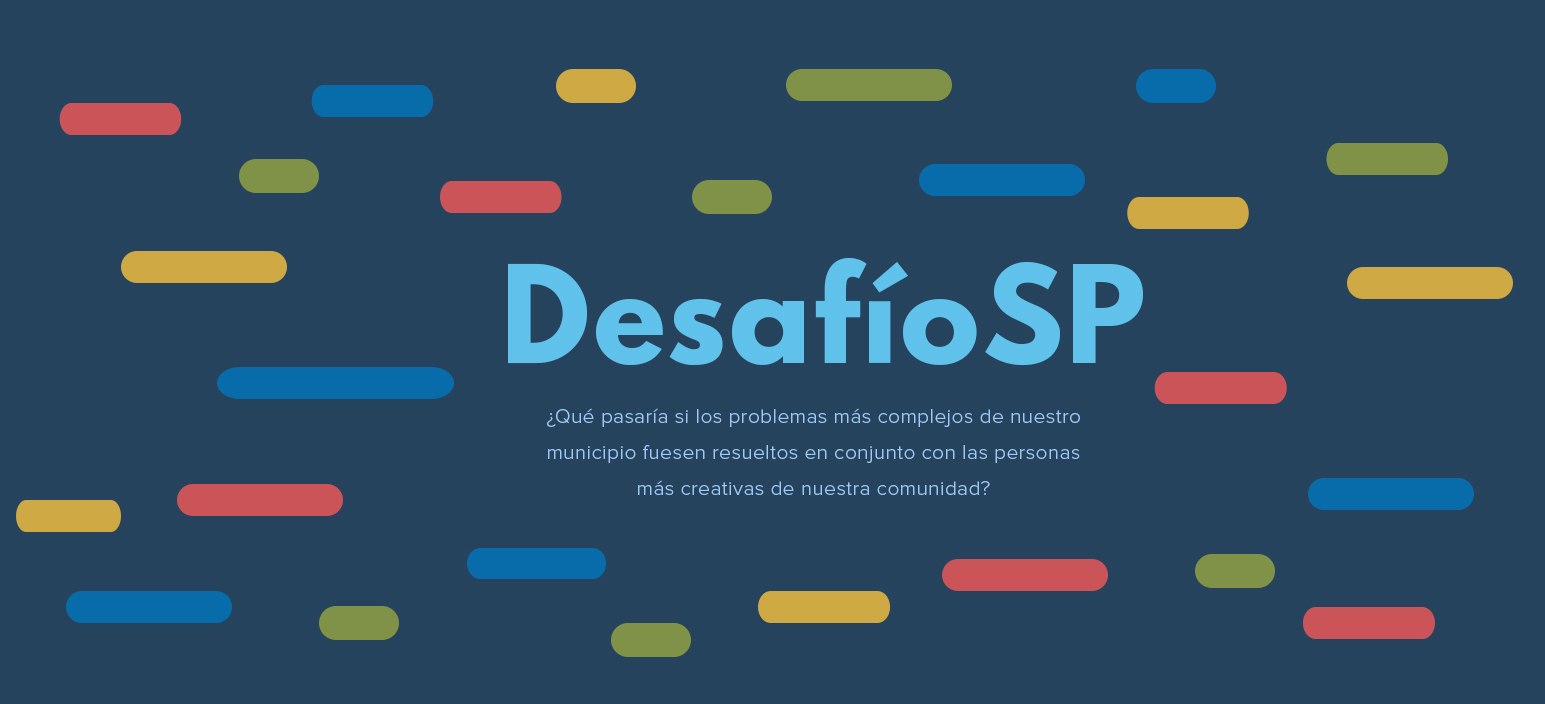 DesafíoSP
¿Qué pasaría si los problemas más complejos de nuestro
municipio fuesen resueltos en conjunto con las personas
más creativas de nuestra comunidad?